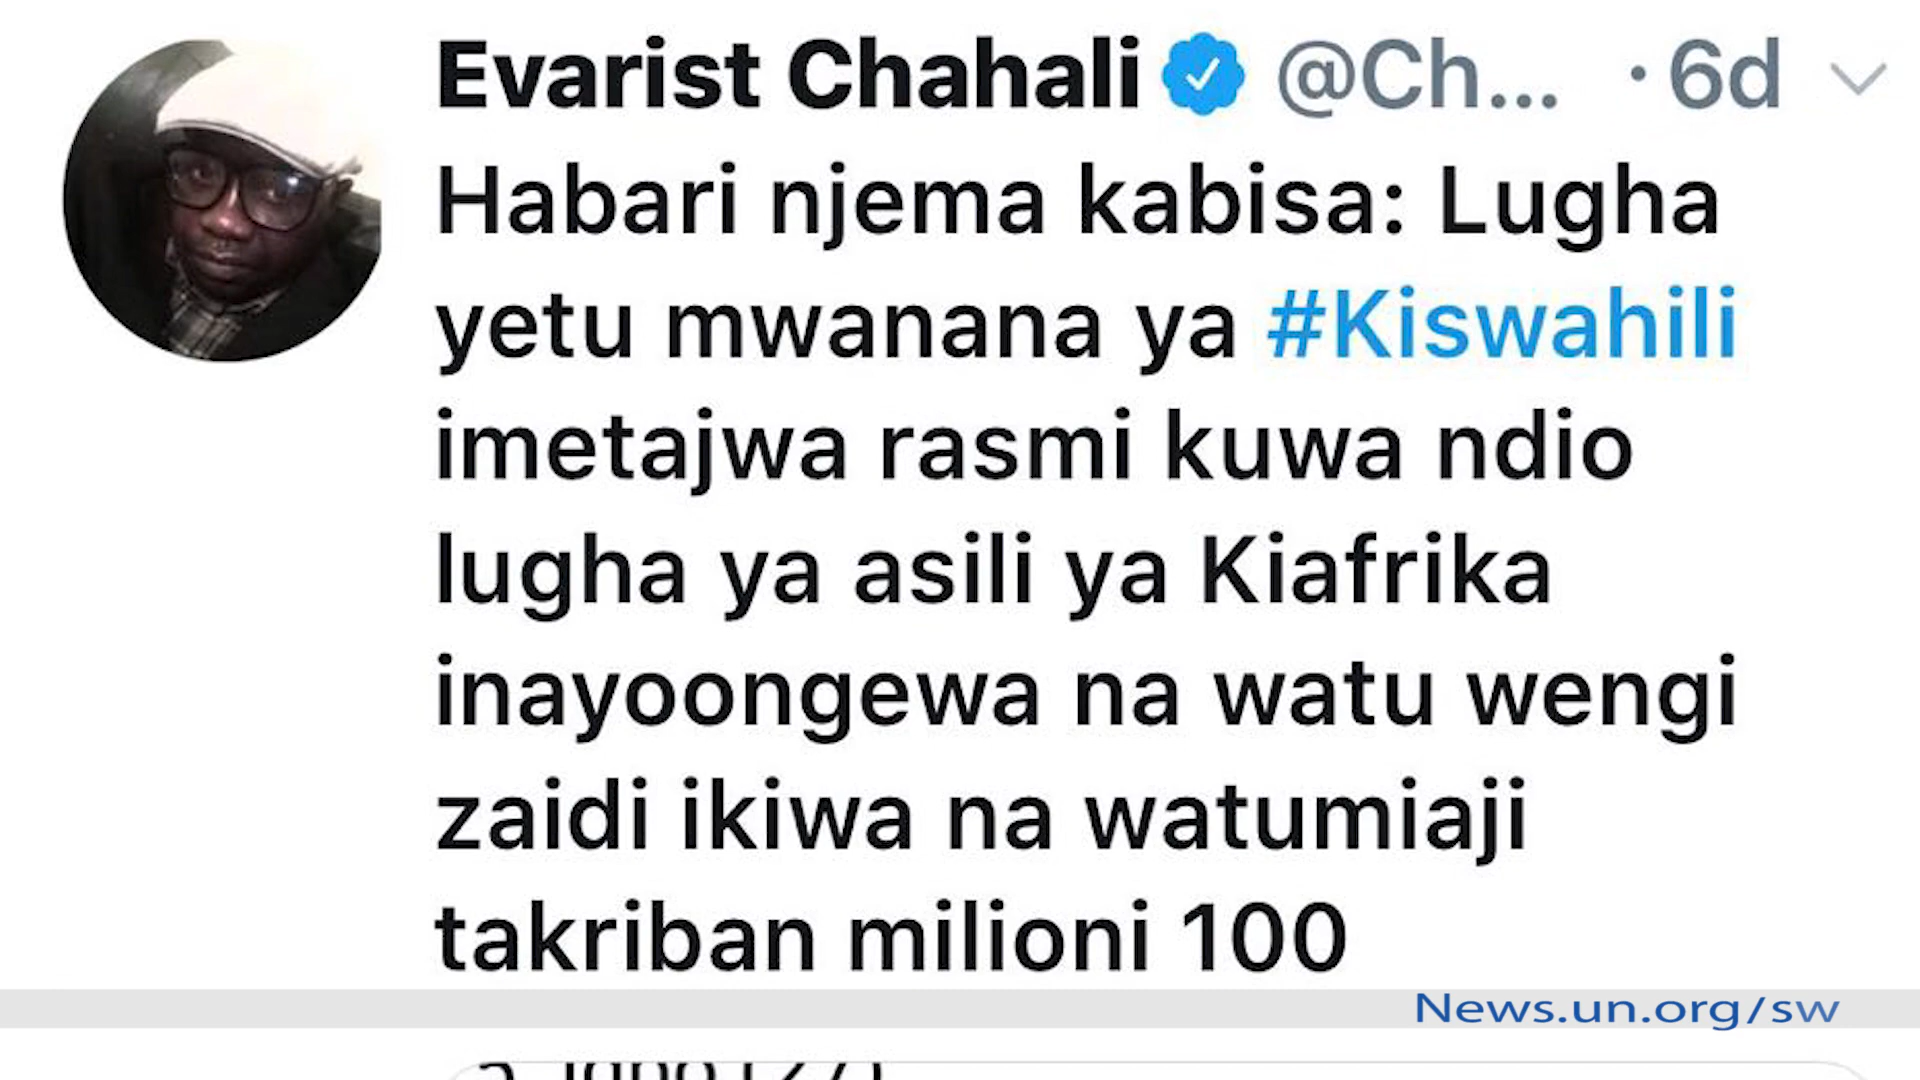 Evarist Chahali @Ch... · 6d
Habari njema kabisa: Lugha
yetu mwanana ya #Kiswahili
imetajwa rasmi kuwa ndio
lugha ya asili ya Kiafrika
inayoongewa na watu wengi
zaidi ikiwa na watumiaji
takriban milioni 100
News.un.org/sw